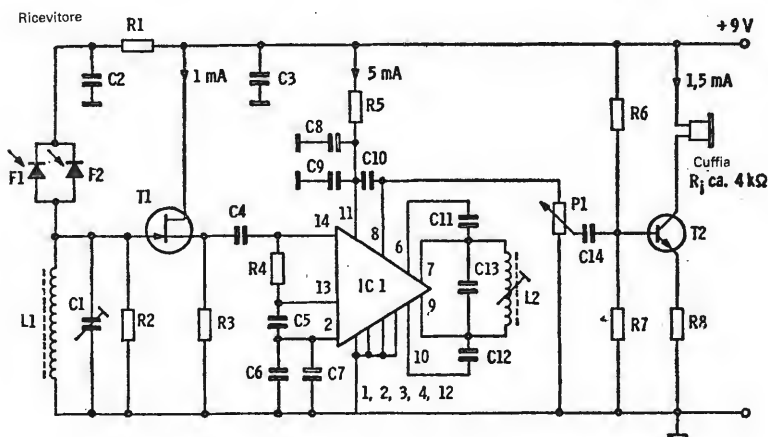 Ricevitore
R1
+9V
C2
1 mA
C3
5 mA
1,5 mA
R5
R6
C8
C9
C10
F1
F2
T1
Cuffia
Ri ca. 4 kΩ
P1
C4
14
11
8
6
C11
C14
T2
R4
IC 1
7
C13
L2
13
9
L1
C1
R2
R3
C5
2
10
C12
R7
R8
C6
C7
1, 2, 3, 4, 12